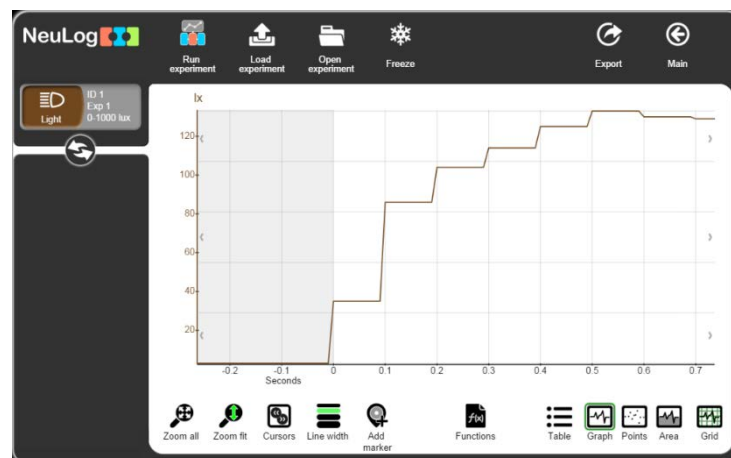 NeuLog
Run
experiment
Load
experiment
Open
experiment
Freeze
Export
Main
Light
ID 1
Exp 1
0-1000 lux
lx
120
100
80
60
40
20
-0.2
-0.1
0
0.1
0.2
0.3
0.4
0.5
0.6
0.7
Seconds
Zoom all
Zoom fit
Cursors
Line width
Add
marker
f(x)
Functions
Table
Graph
Points
Area
Grid